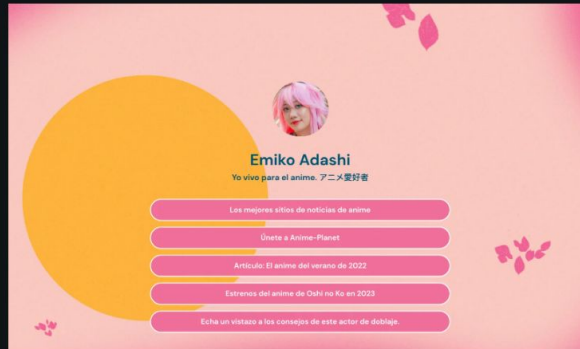 Emiko Adashi
Yo vivo para el anime. アニメ愛好者
Los mejores sitios de noticias de anime
Únete a Anime-Planet
Artículo: El anime del verano de 2022
Estrenos del anime de Oshi no Ko en 2023
Echa un vistazo a los consejos de este actor de doblaje.